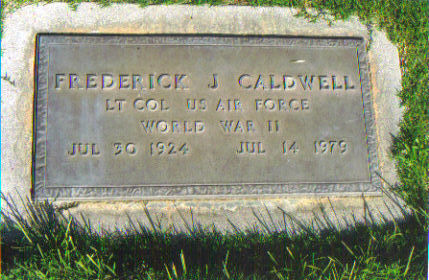 FREDERICK J CALDWELL
LT COL US AIR FORCE
WORLD WAR II
JUL 30 1924 JUL 14 1979